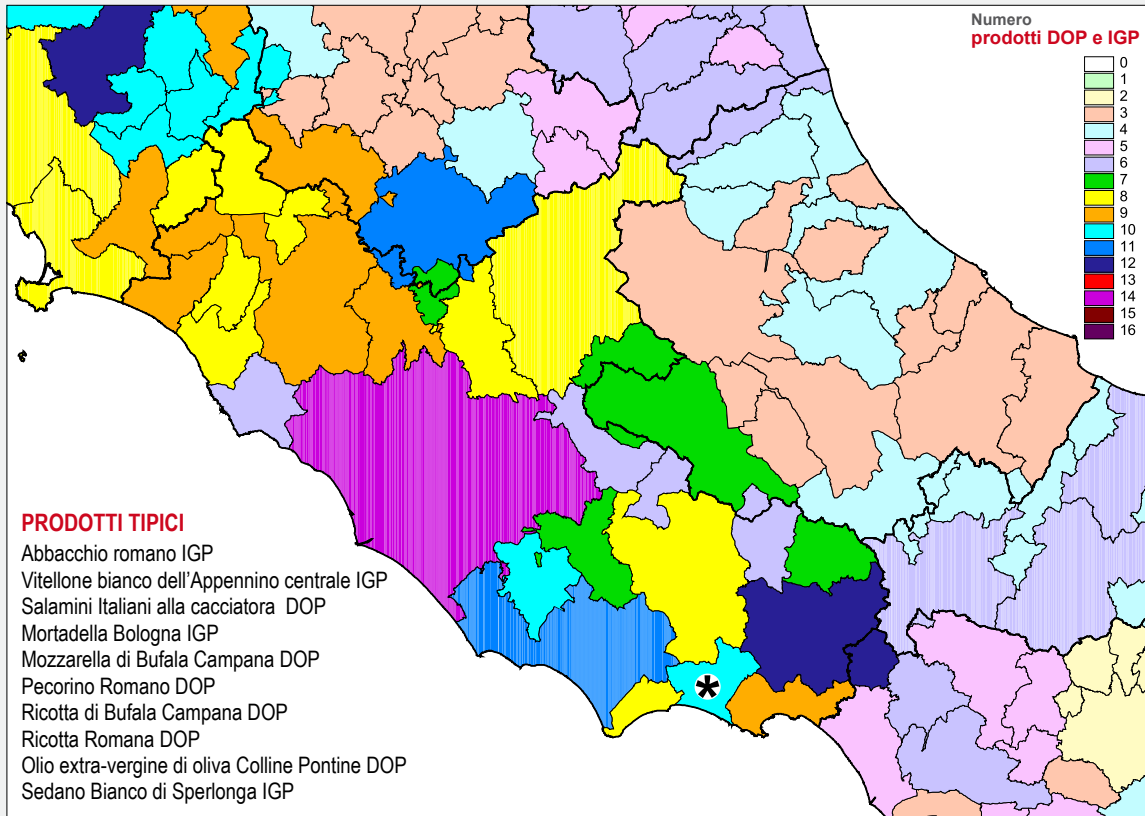 Numero
prodotti DOP e IGP
0
1
2
3
4
5
6
7
8
9
10
11
12
13
14
15
16
*
PRODOTTI TIPICI
Abbacchio romano IGP
Vitellone bianco dell'Appennino centrale IGP
Salamini Italiani alla cacciatora DOP
Mortadella Bologna IGP
Mozzarella di Bufala Campana DOP
Pecorino Romano DOP
Ricotta di Bufala Campana DOP
Ricotta Romana DOP
Olio extra-vergine di oliva Colline Pontine DOP
Sedano Bianco di Sperlonga IGP